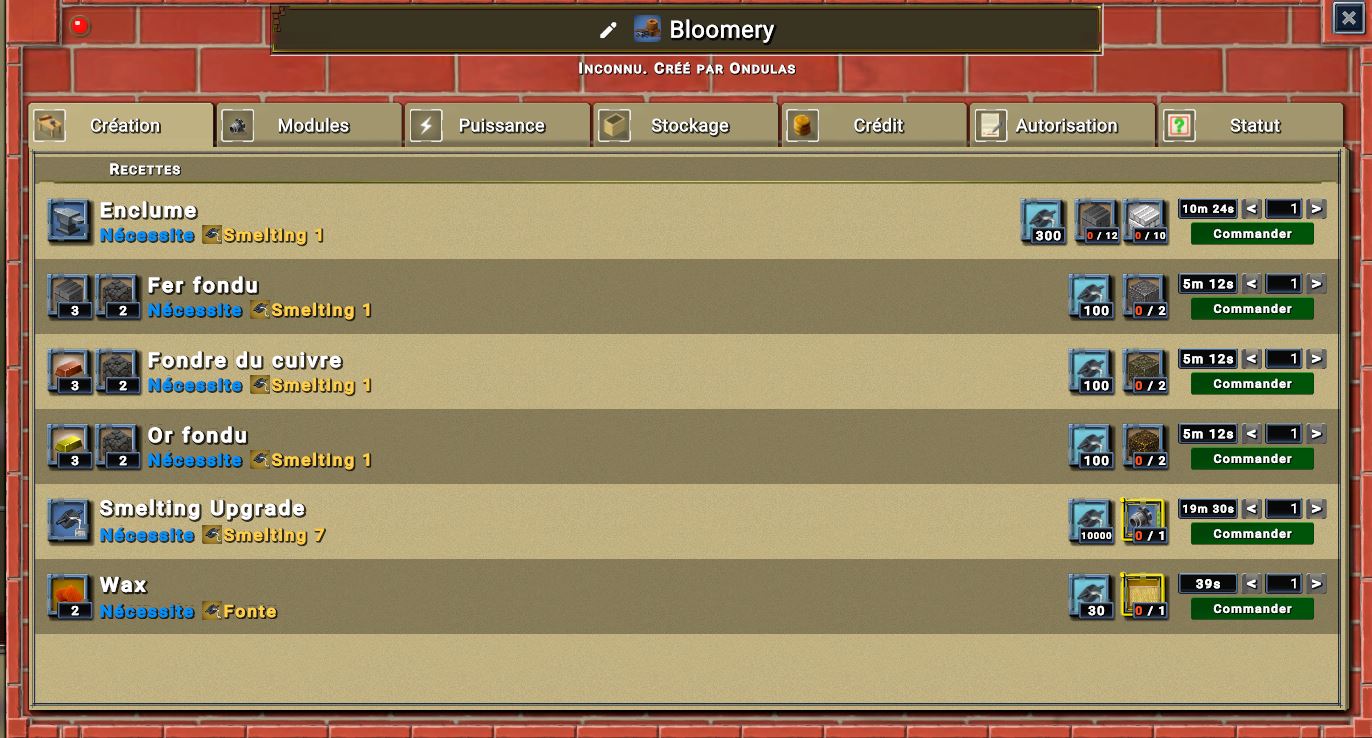 Bloomery
Inconnu. Créé par Ondulas
Création Modules Puissance Stockage Crédit Autorisation Statut
Recettes
Enclume
Nécessite Smelting 1
300 0 / 12 0 / 10 10m 24s < 1 >
Commander
Fer fondu
3 2 Nécessite Smelting 1
100 0 / 2 5m 12s < 1 >
Commander
Fondre du cuivre
3 2 Nécessite Smelting 1
100 0 / 2 5m 12s < 1 >
Commander
Or fondu
3 2 Nécessite Smelting 1
100 0 / 2 5m 12s < 1 >
Commander
Smelting Upgrade
Nécessite Smelting 7
10000 0 / 1 19m 30s < 1 >
Commander
Wax
2 Nécessite Fonte
30 0 / 1 39s < 1 >
Commander